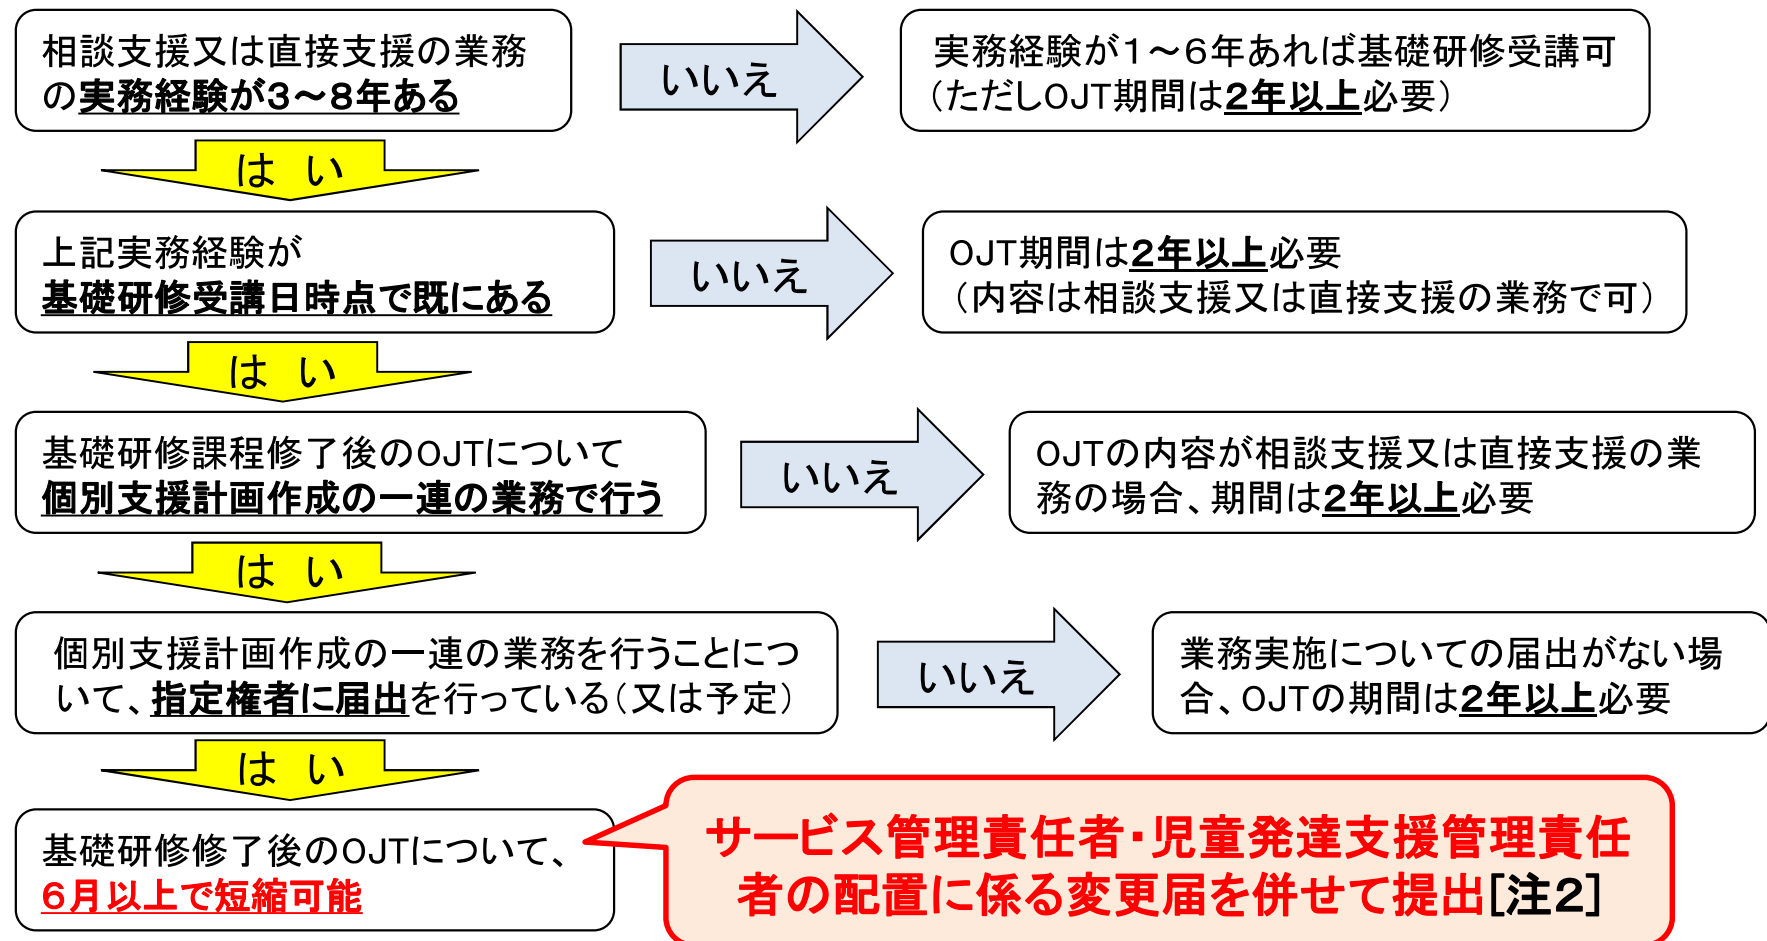 相談支援又は直接支援の業務
の実務経験が３～８年ある
いいえ
実務経験が１～６年あれば基礎研修受講可
（ただしOJT期間は２年以上必要）
は　い
上記実務経験が
基礎研修受講日時点で既にある
いいえ
OJT期間は２年以上必要
（内容は相談支援又は直接支援の業務で可）
は　い
基礎研修課程修了後のOJTについて
個別支援計画作成の一連の業務で行う
いいえ
OJTの内容が相談支援又は直接支援の業
務の場合、期間は２年以上必要
は　い
個別支援計画作成の一連の業務を行うことにつ
いて、指定権者に届出を行っている（又は予定）
いいえ
業務実施についての届出がない場
合、OJTの期間は２年以上必要
は　い
基礎研修修了後のOJTについて、
６月以上で短縮可能
サービス管理責任者・児童発達支援管理責任
者の配置に係る変更届を併せて提出[注２]